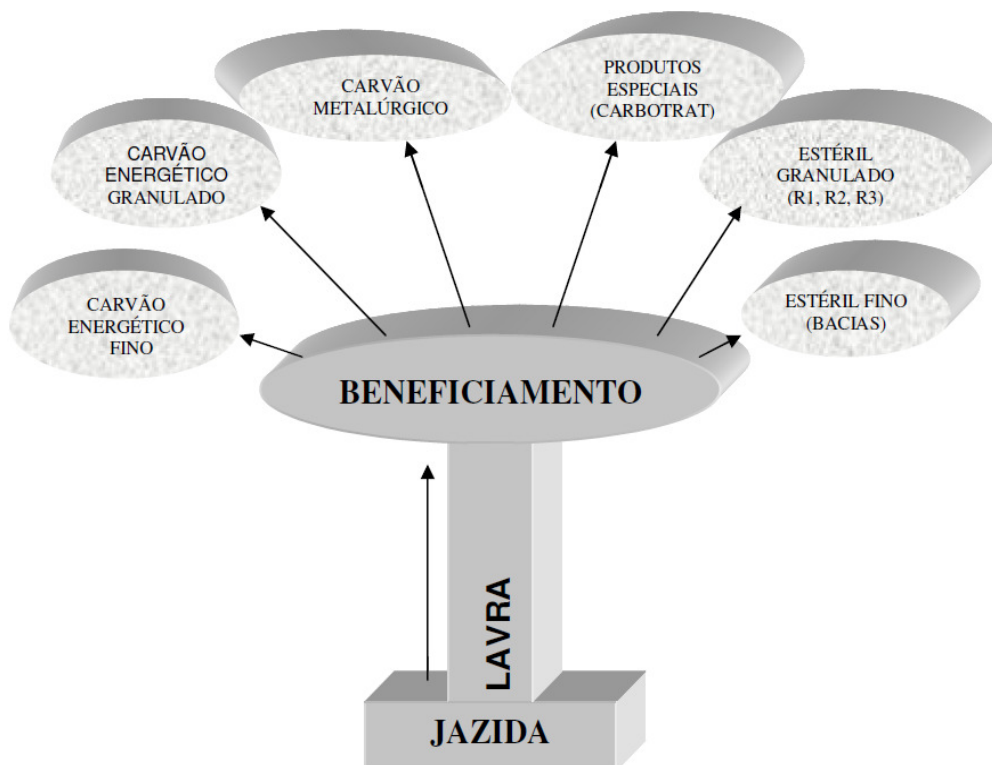 CARVÃO
METALÚRGICO
PRODUTOS
ESPECIAIS
(CARBOTRAT)
CARVÃO
ENERGÉTICO
GRANULADO
ESTÉRIL
GRANULADO
(R1, R2, R3)
CARVÃO
ENERGÉTICO
FINO
ESTÉRIL FINO
(BACIAS)
BENEFICIAMENTO
LAVRA
JAZIDA